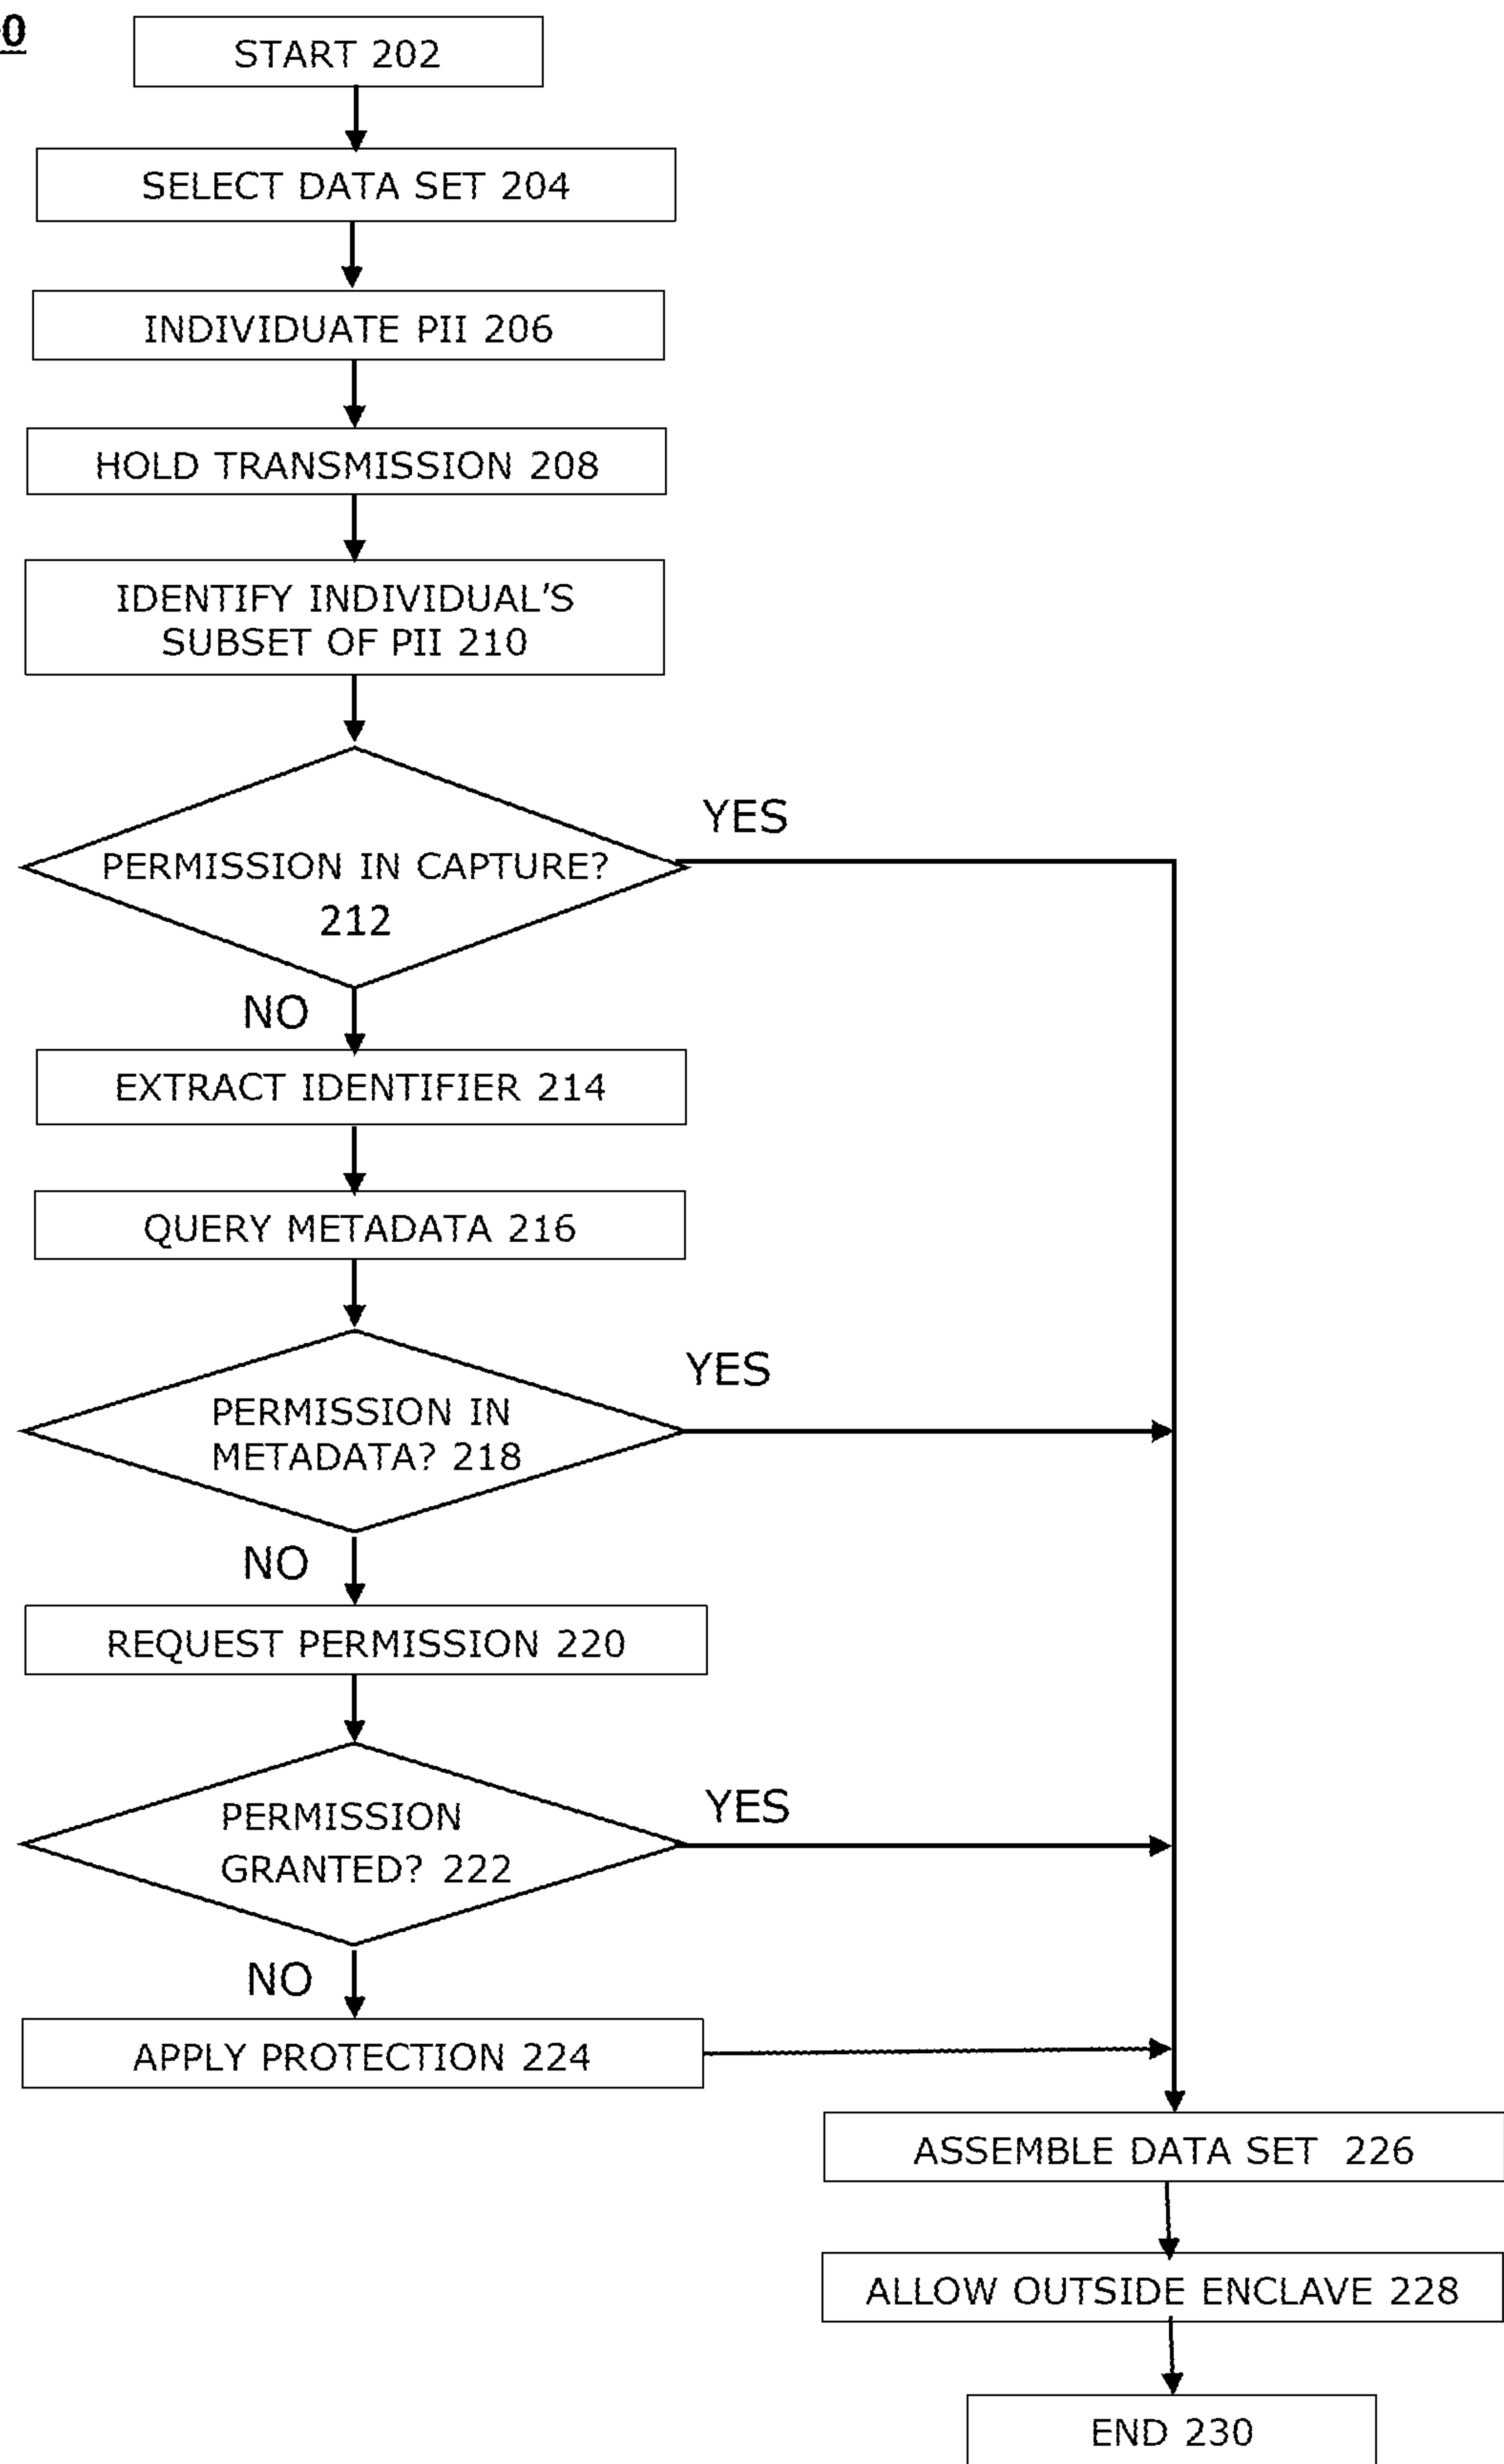 0
START 202
SELECT DATA SET 204
INDIVIDUATE PII 206
HOLD TRANSMISSION 208
IDENTIFY INDIVIDUAL'S
SUBSET OF PII 210
YES
PERMISSION IN CAPTURE?
212
NO
EXTRACT IDENTIFIER 214
QUERY METADATA 216
YES
PERMISSION IN
METADATA? 218
NO
REQUEST PERMISSION 220
YES
PERMISSION
GRANTED? 222
NO
APPLY PROTECTION 224
ASSEMBLE DATA SET 226
ALLOW OUTSIDE ENCLAVE 228
END 230